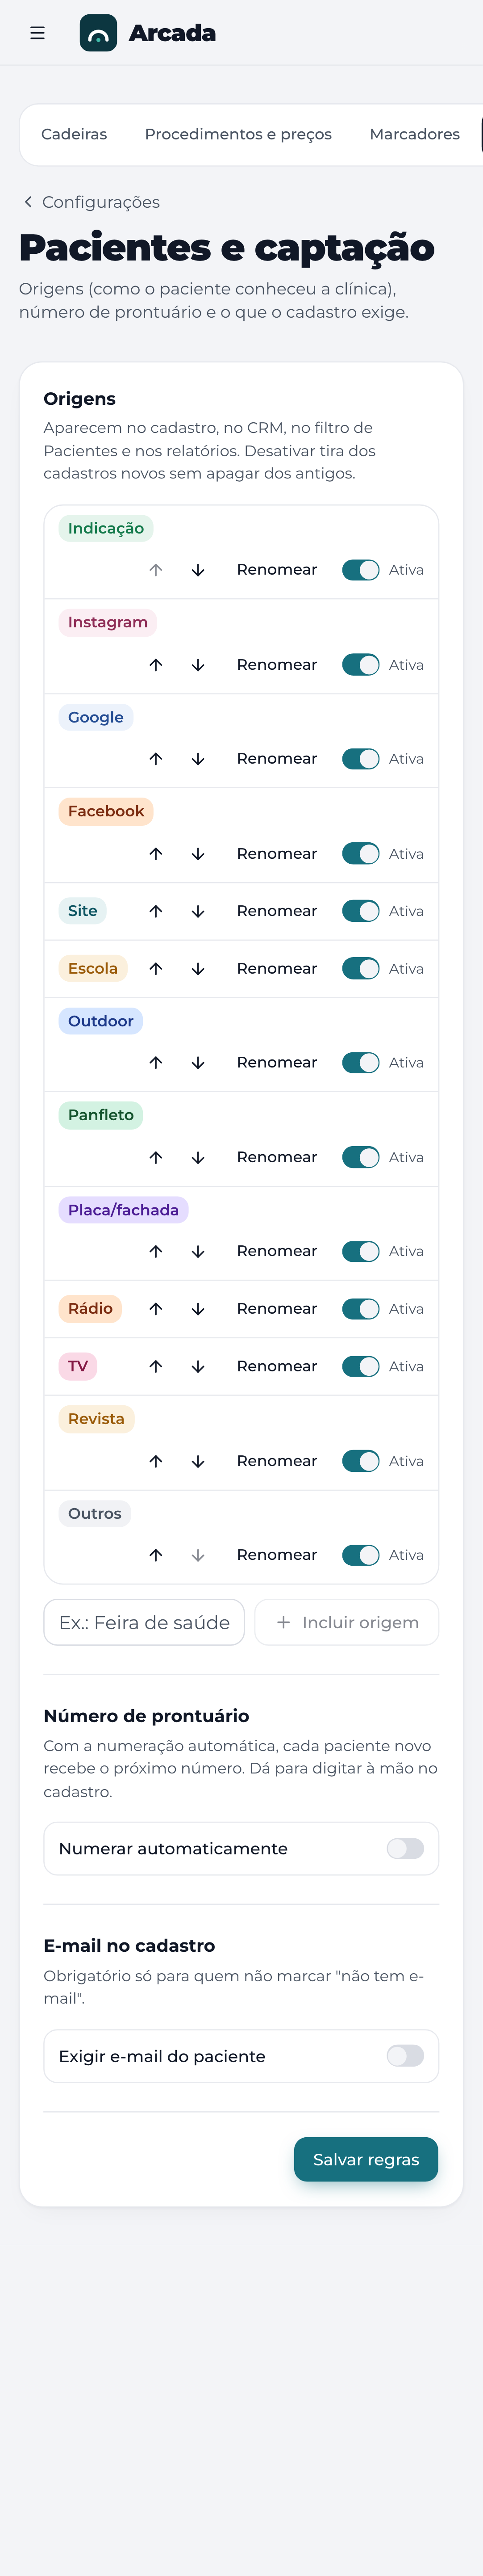 Arcada
Cadeiras Procedimentos e preços Marcadores
Configurações
Pacientes e captação
Origens (como o paciente conheceu a clínica),
número de prontuário e o que o cadastro exige.
Origens
Aparecem no cadastro, no CRM, no filtro de
Pacientes e nos relatórios. Desativar tira dos
cadastros novos sem apagar dos antigos.
Indicação
Renomear Ativa
Instagram
Renomear Ativa
Google
Renomear Ativa
Facebook
Renomear Ativa
Site Renomear Ativa
Escola Renomear Ativa
Outdoor
Renomear Ativa
Panfleto
Renomear Ativa
Placa/fachada
Renomear Ativa
Rádio Renomear Ativa
TV Renomear Ativa
Revista
Renomear Ativa
Outros
Renomear Ativa
Ex.: Feira de saúde Incluir origem
Número de prontuário
Com a numeração automática, cada paciente novo
recebe o próximo número. Dá para digitar à mão no
cadastro.
Numerar automaticamente
E-mail no cadastro
Obrigatório só para quem não marcar "não tem e-
mail".
Exigir e-mail do paciente
Salvar regras